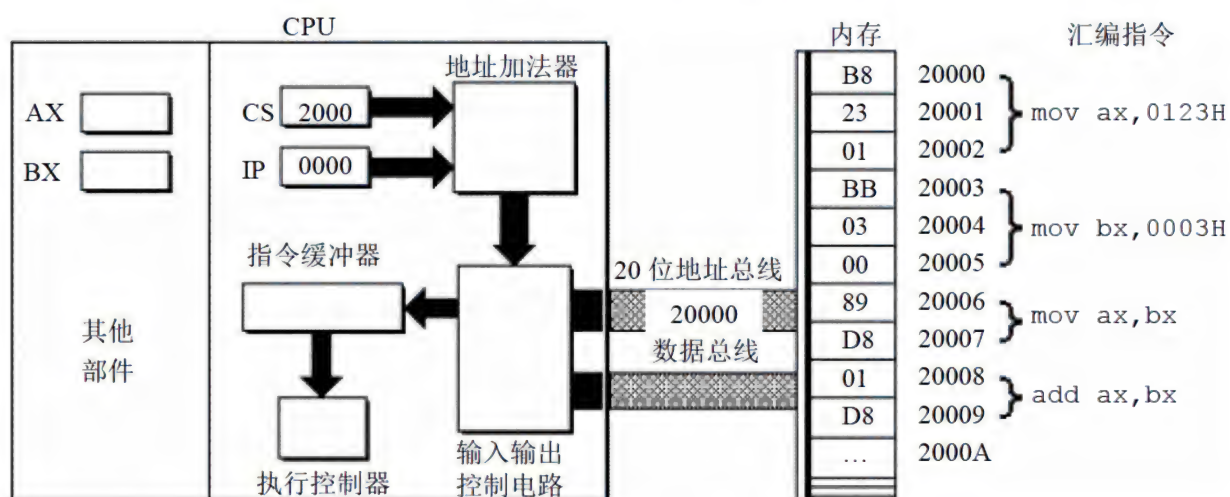 CPU
内存
汇编指令
地址加法器
AX
CS
2000
BX
IP
0000
指令缓冲器
其他
部件
执行控制器
输入输出
控制电路
20 位地址总线
20000
数据总线
B8
20000
23
20001
mov ax,0123H
01
20002
BB
20003
03
20004
mov bx,0003H
00
20005
89
20006
mov ax,bx
D8
20007
01
20008
add ax,bx
D8
20009
…
2000A